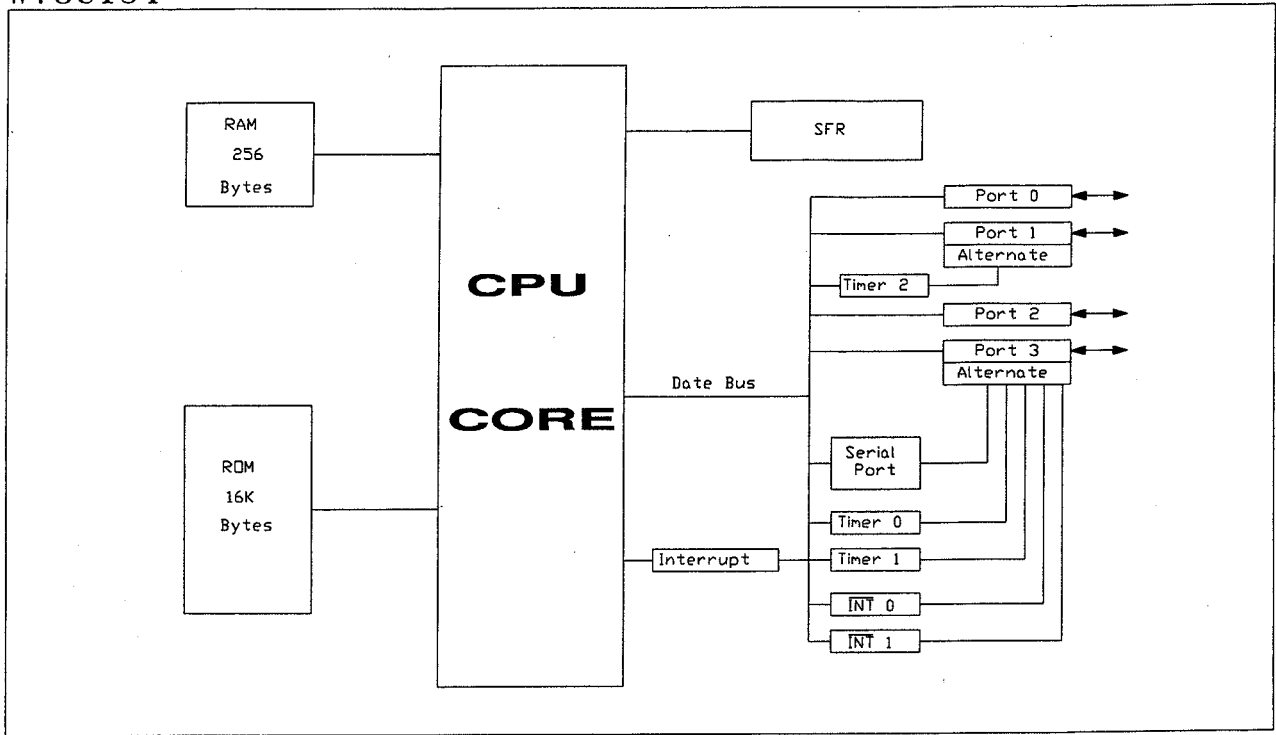 RAM
256
Bytes
SFR
Port 0
Port 1
Alternate
CPU
Timer 2
Port 2
Port 3
Alternate
Date Bus
CORE
Serial
Port
ROM
16K
Bytes
Timer 0
Interrupt
Timer 1
INT 0
INT 1